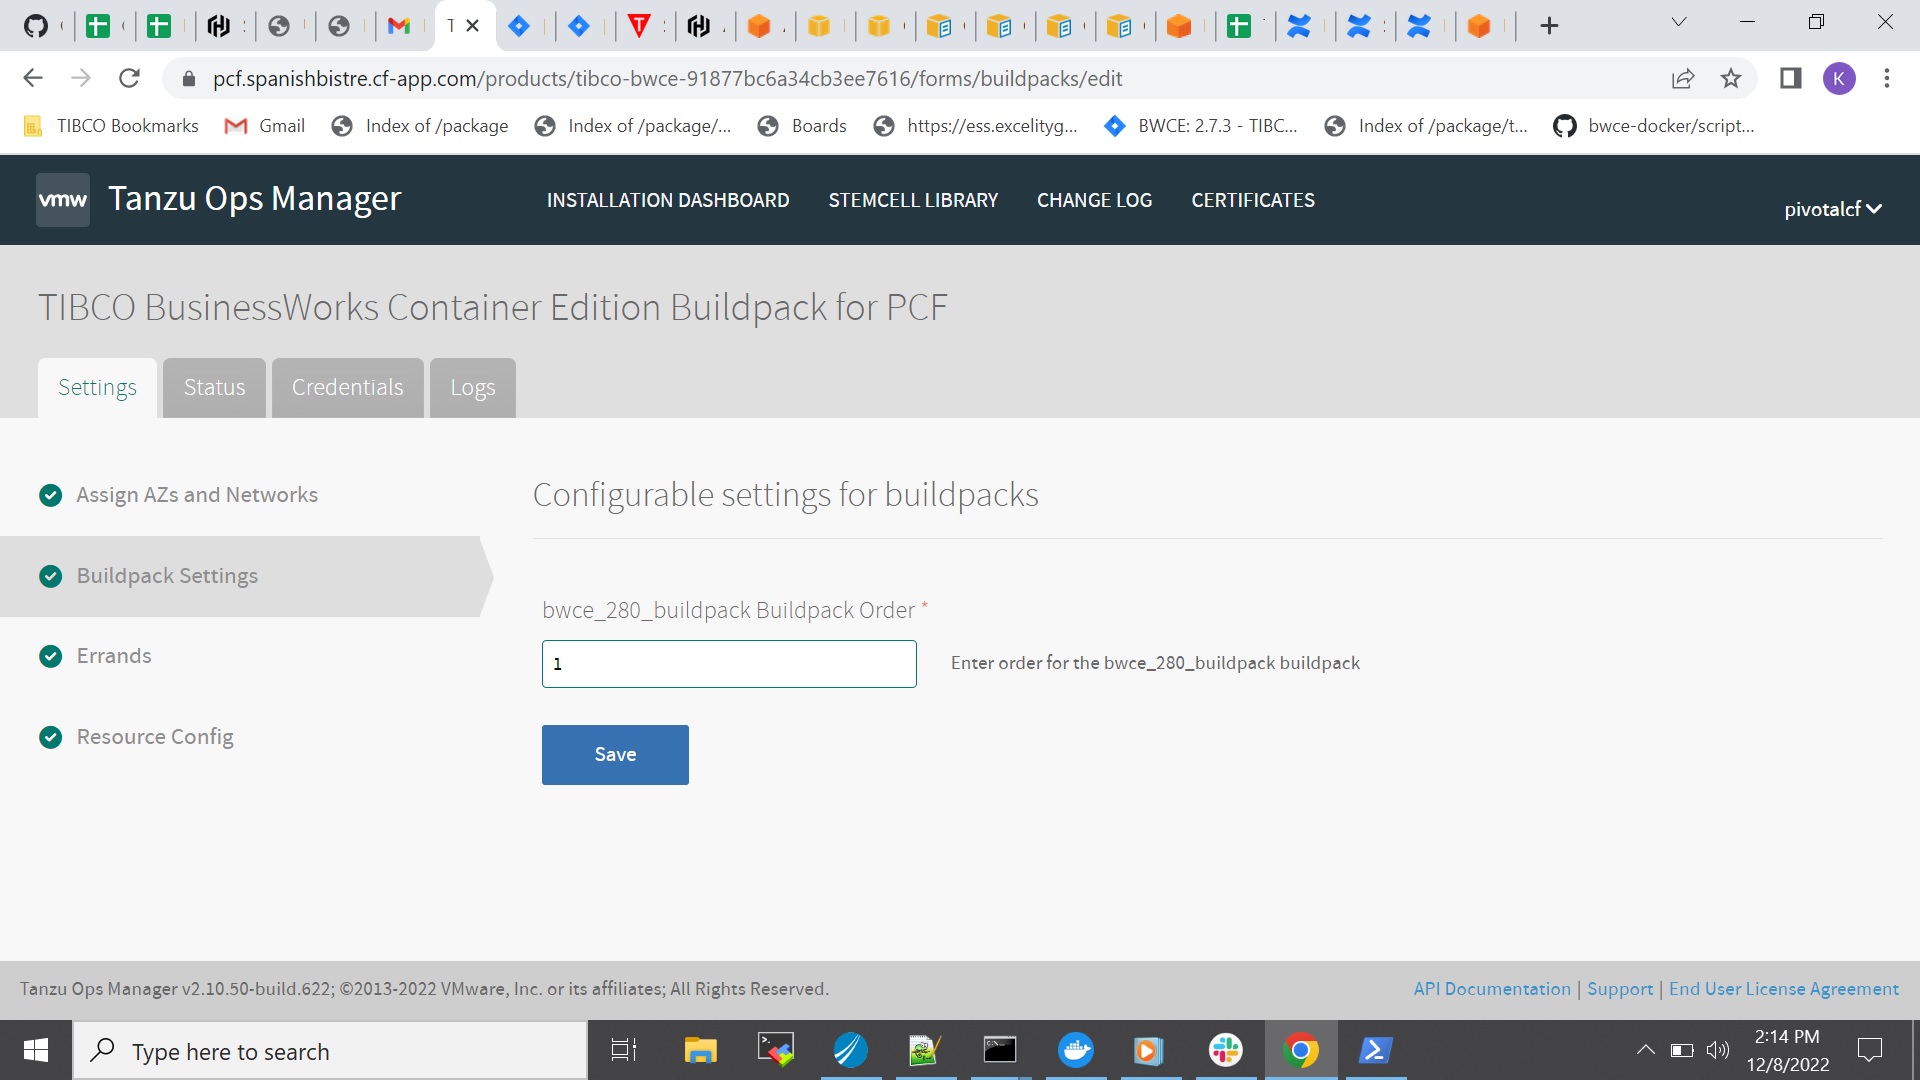 pcf.spanishbistre.cf-app.com/products/tibco-bwce-91877bc6a34cb3ee7616/forms/buildpacks/edit
K
TIBCO Bookmarks
Gmail
Index of /package
Index of /package/...
Boards
https://ess.excelityg...
BWCE: 2.7.3 - TIBC...
Index of /package/t...
bwce-docker/script...
vmw
Tanzu Ops Manager
INSTALLATION DASHBOARD
STEMCELL LIBRARY
CHANGE LOG
CERTIFICATES
pivotalcf
TIBCO BusinessWorks Container Edition Buildpack for PCF
Settings
Status
Credentials
Logs
Assign AZs and Networks
Buildpack Settings
Errands
Resource Config
Configurable settings for buildpacks
bwce_280_buildpack Buildpack Order *
1
Enter order for the bwce_280_buildpack buildpack
Save
Tanzu Ops Manager v2.10.50-build.622; ©2013-2022 VMware, Inc. or its affiliates; All Rights Reserved.
API Documentation | Support | End User License Agreement
Type here to search
2:14 PM
12/8/2022